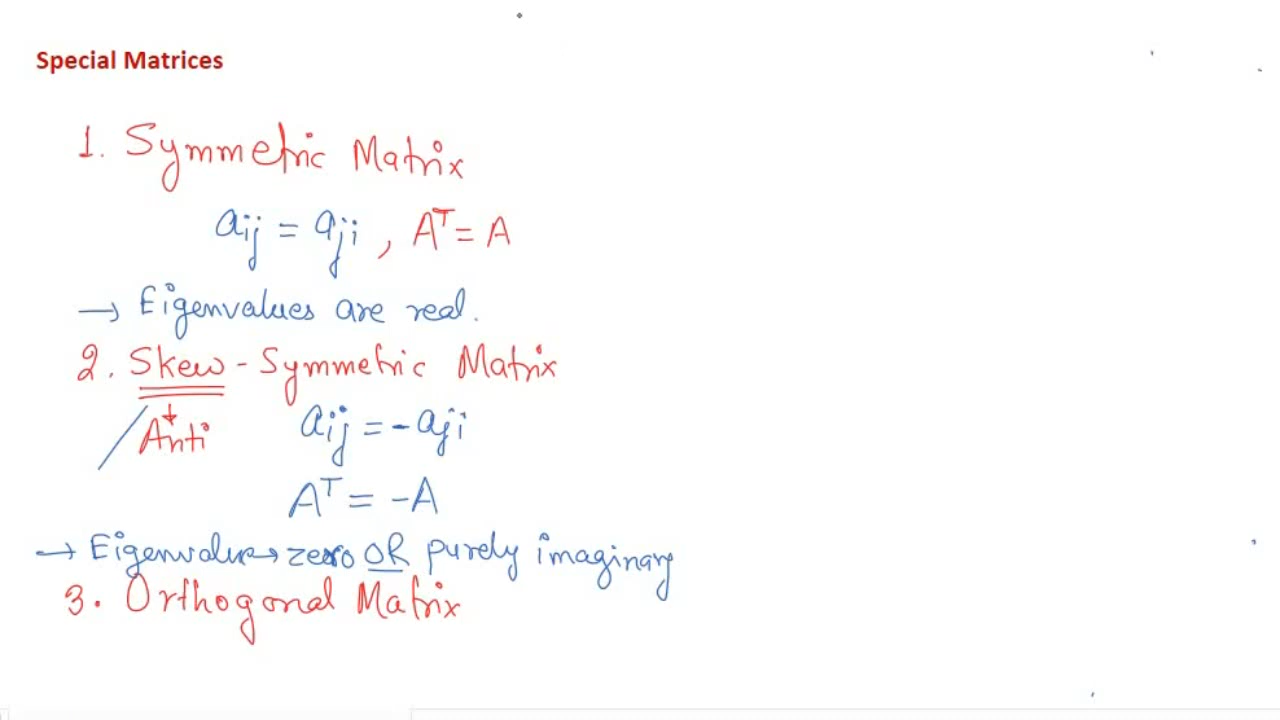 Special Matrices
1. Symmetric Matrix
aij = aji , Aᵀ = A
→ Eigenvalues are real.
2. Skew - Symmetric Matrix
Anti aij = - aji
Aᵀ = -A
→ Eigenvalue → zero OR purely imaginary
3. Orthogonal Matrix